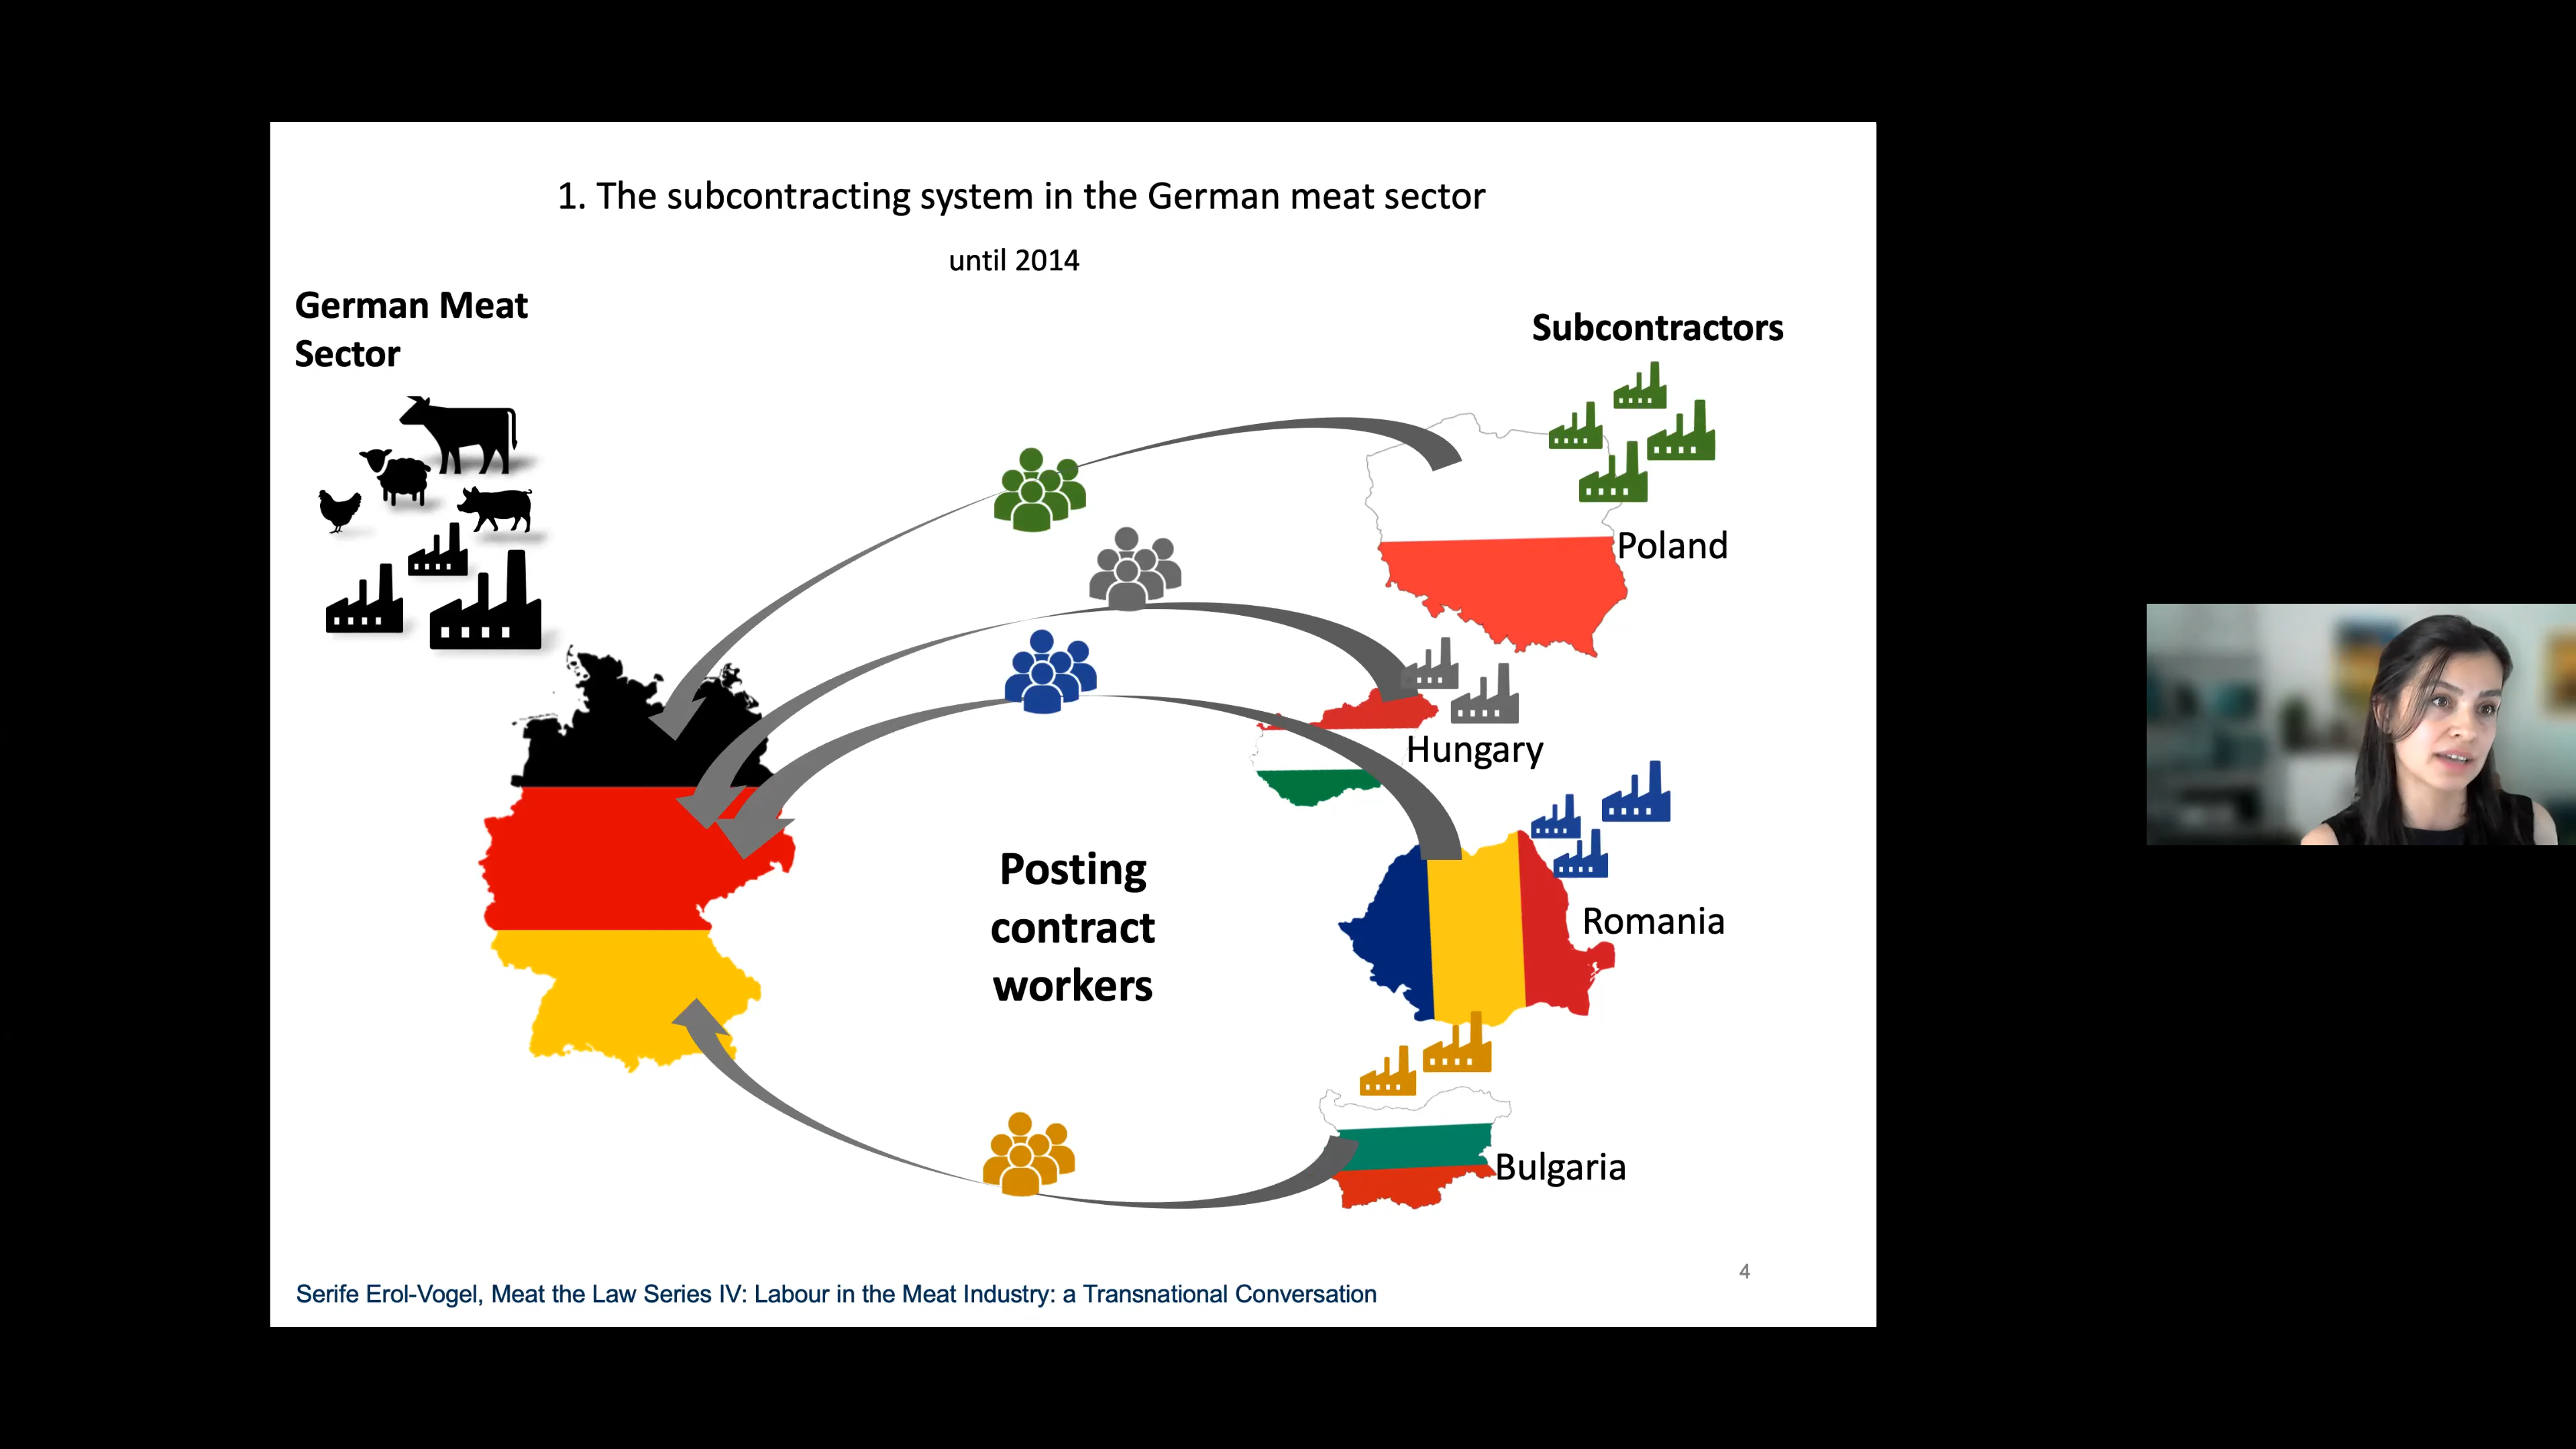 1. The subcontracting system in the German meat sector
until 2014
German Meat
Sector
Subcontractors
Poland
Hungary
Romania
Posting
contract
workers
Bulgaria
4
Serife Erol-Vogel, Meat the Law Series IV: Labour in the Meat Industry: a Transnational Conversation